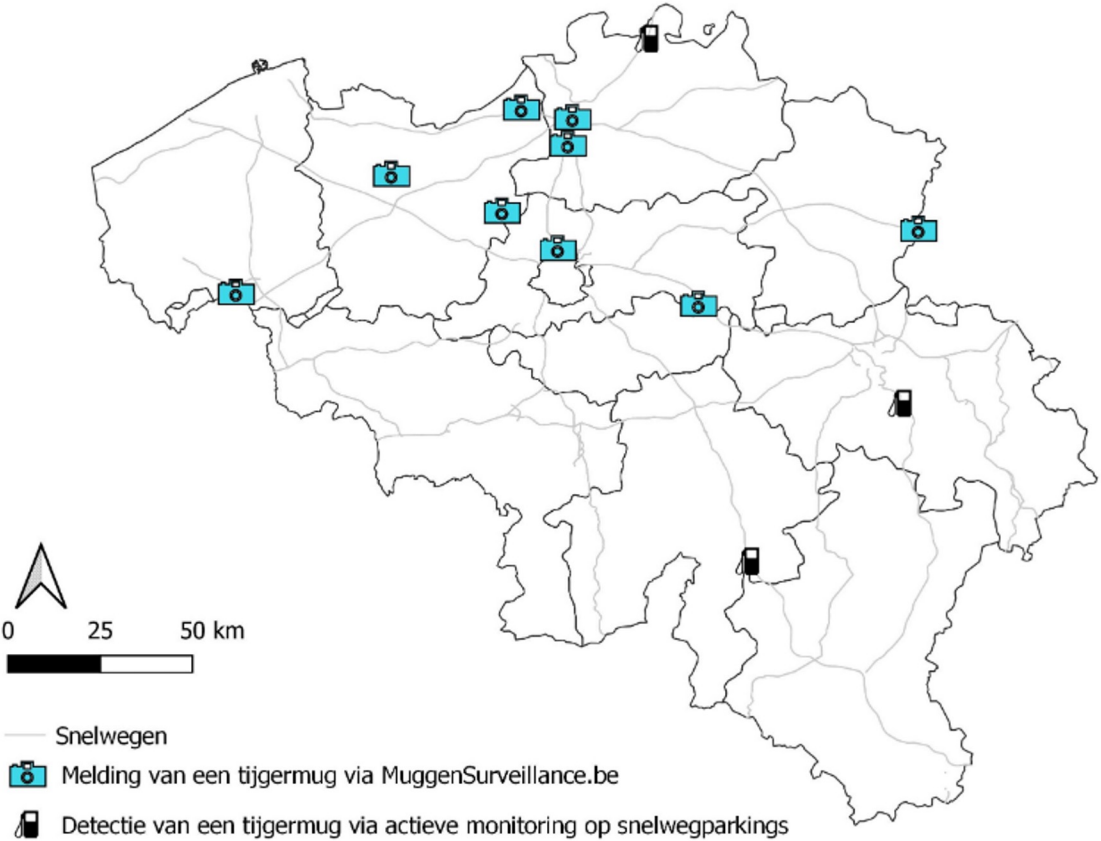 0 25 50 km
Snelwegen
Melding van een tijgermug via MuggenSurveillance.be
Detectie van een tijgermug via actieve monitoring op snelwegparkings